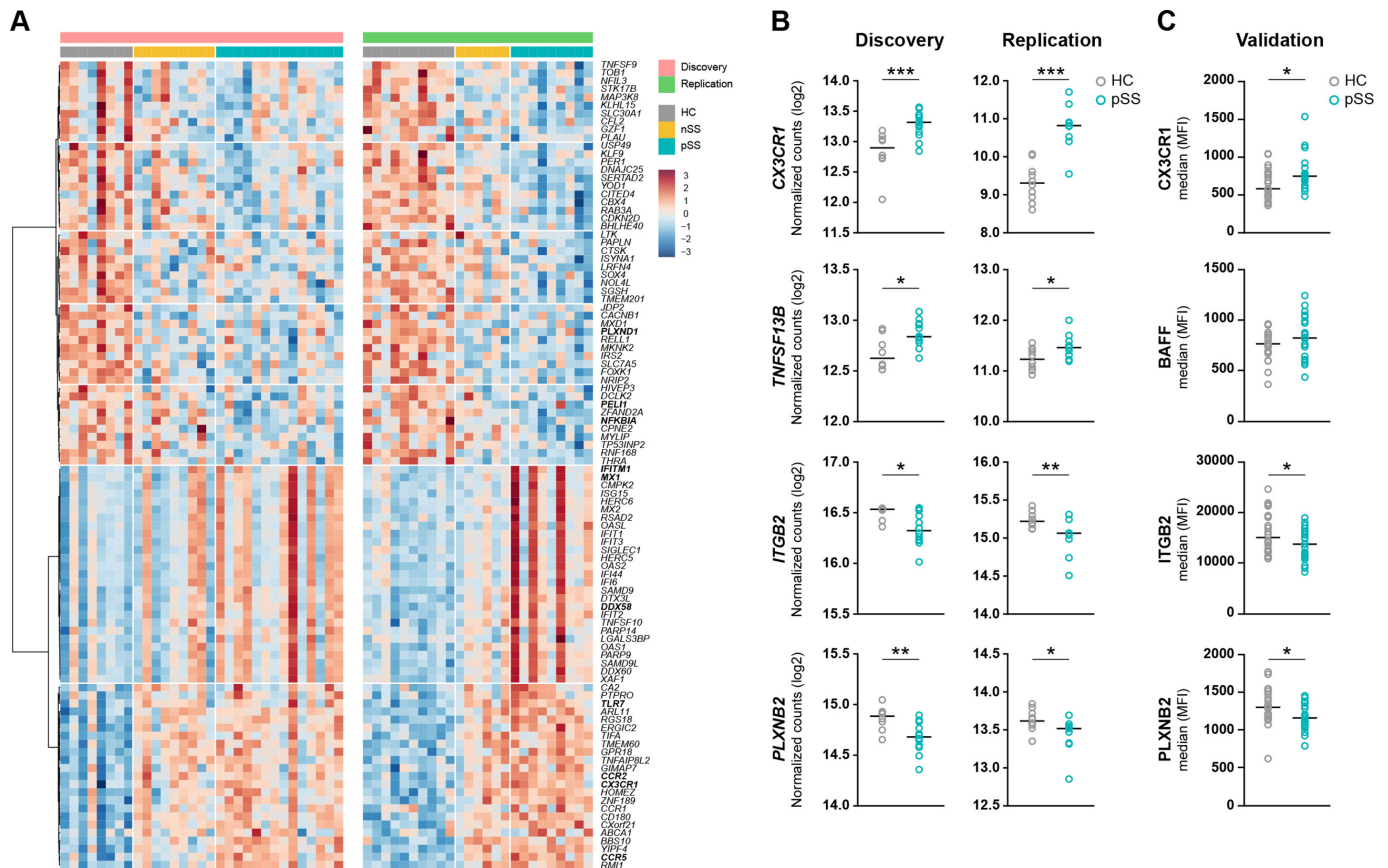 A
Discovery
Replication
HC
nSS
pSS
3
2
1
0
−1
−2
−3
TNFSF9
TOB1
NFIL3
STK17B
MAP3K8
KLHL15
SLC30A1
CFL2
GZF1
PLAU
USP49
KLF9
PER1
DNAJC25
SERTAD2
YOD1
CITED4
CBX4
RAB3A
CDKN2D
BHLHE40
LTK
PAPLN
CTSK
ISYNA1
LRFN4
SOX4
NOL4L
SGSH
TMEM201
JDP2
CACNB1
MXD1
PLXND1
RELL1
MKNK2
IRS2
SLC7A5
FOXK1
NRIP2
HIVEP3
DCLK2
PELI1
ZFAND2A
NFKBIA
CPNE2
MYLIP
TP53INP2
RNF168
THRA
IFITM1
MX1
CMPK2
ISG15
HERC6
MX2
RSAD2
OASL
IFIT1
IFIT3
SIGLEC1
HERC5
OAS2
IFI44
IFI6
SAMD9
DTX3L
DDX58
IFIT2
TNFSF10
PARP14
LGALS3BP
OAS1
PARP9
SAMD9L
DDX60
XAF1
CA2
PTPRO
TLR7
ARL11
RGS18
ERGIC2
TIFA
TMEM60
GPR18
TNFAIP8L2
GIMAP7
CCR2
CX3CR1
HOMEZ
ZNF189
CCR1
CD180
CXorf21
ABCA1
BBS10
YIPF4
CCR5
RMI1
B
Discovery
Replication
HC
pSS
CX3CR1
Normalized counts (log2)
14.0
13.5
13.0
12.5
12.0
11.5
***
12.0
11.0
10.0
9.0
8.0
***
TNFSF13B
Normalized counts (log2)
13.5
13.0
12.5
12.0
*
13.0
12.0
11.0
10.0
*
ITGB2
Normalized counts (log2)
17.0
16.5
16.0
15.5
*
16.0
15.5
15.0
14.5
14.0
**
PLXNB2
Normalized counts (log2)
15.5
15.0
14.5
14.0
**
14.5
14.0
13.5
13.0
12.5
*
C
Validation
HC
pSS
CX3CR1
median (MFI)
2000
1500
1000
500
0
*
BAFF
median (MFI)
1500
1000
500
0
ITGB2
median (MFI)
30000
20000
10000
0
*
PLXNB2
median (MFI)
2000
1500
1000
500
0
*